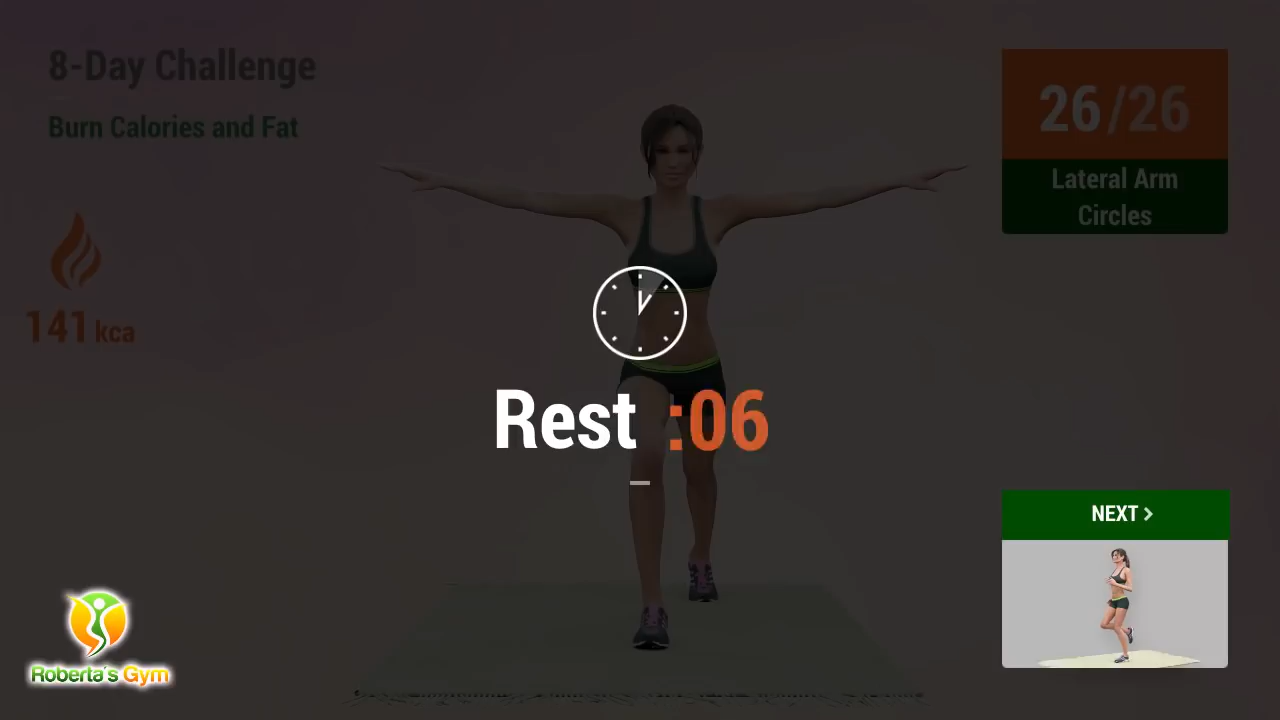 8-Day Challenge
Burn Calories and Fat
26/26
Lateral Arm
Circles
141 kca
Rest :06
NEXT >
Roberta's Gym